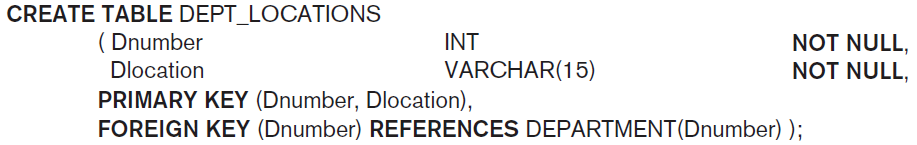 CREATE TABLE DEPT_LOCATIONS
( Dnumber INT NOT NULL,
Dlocation VARCHAR(15) NOT NULL,
PRIMARY KEY (Dnumber, Dlocation),
FOREIGN KEY (Dnumber) REFERENCES DEPARTMENT(Dnumber) );